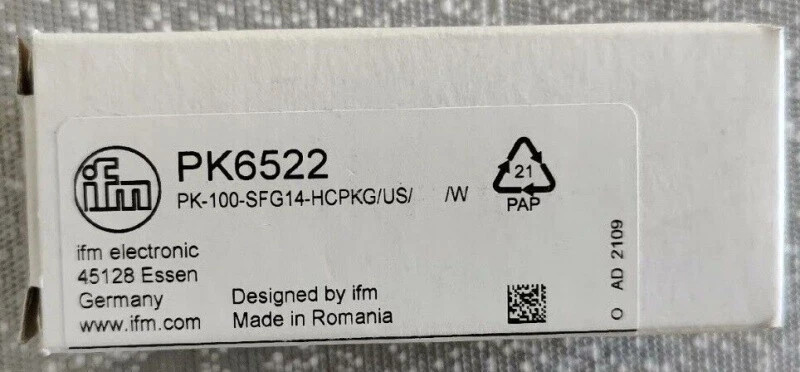 ifm
PK6522
PK-100-SFG14-HCPKG/US/ /W
21
PAP
ifm electronic
45128 Essen
Germany
www.ifm.com
Designed by ifm
Made in Romania
O AD 2109